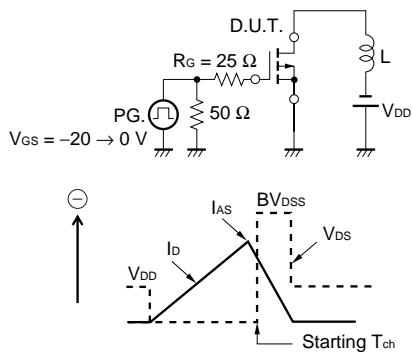 D.U.T.
RG = 25 Ω
L
PG.
50 Ω
VDD
VGS = −20 → 0 V
⊖
IAS
BVDSS
VDD
ID
VDS
Starting Tch